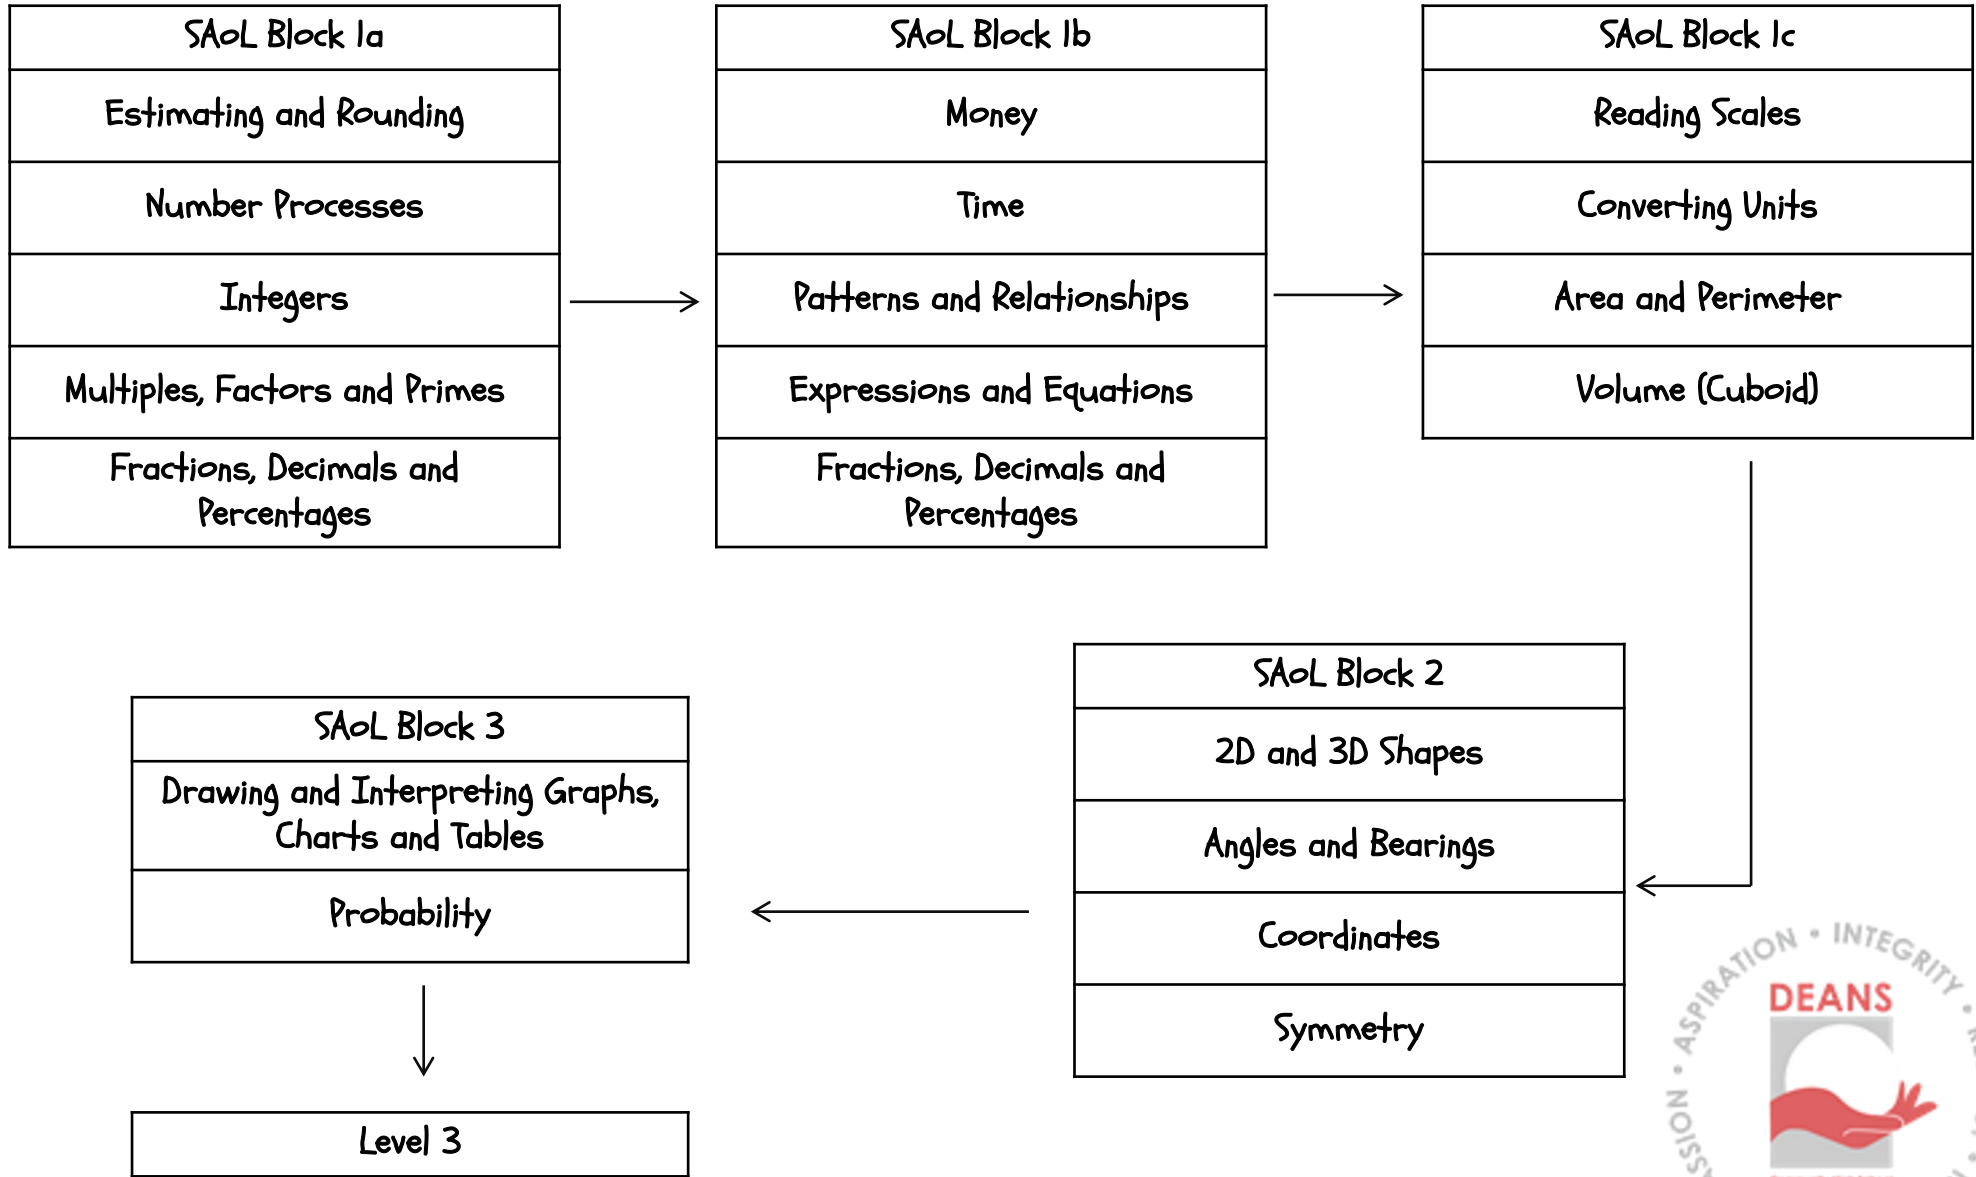 SAoL Block 1a
Estimating and Rounding
Number Processes
Integers
Multiples, Factors and Primes
Fractions, Decimals and
Percentages
SAoL Block 1b
Money
Time
Patterns and Relationships
Expressions and Equations
Fractions, Decimals and
Percentages
SAoL Block 1c
Reading Scales
Converting Units
Area and Perimeter
Volume (Cuboid)
SAoL Block 2
2D and 3D Shapes
Angles and Bearings
Coordinates
Symmetry
SAoL Block 3
Drawing and Interpreting Graphs,
Charts and Tables
Probability
Level 3
• ASPIRATION • INTEGRITY •
DEANS